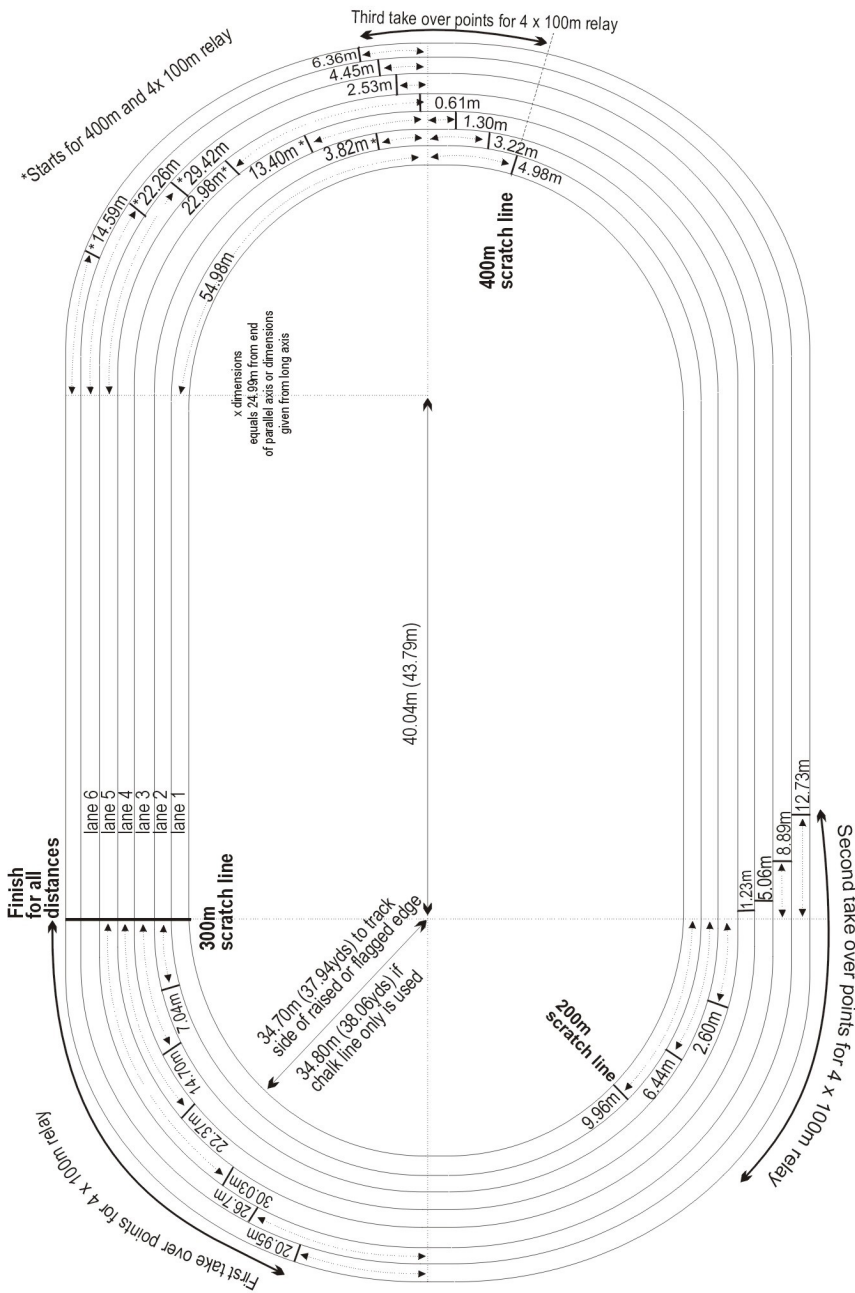 Third take over points for 4 x 100m relay
*Starts for 400m and 4x 100m relay
6.36m
4.45m
2.53m
0.61m
1.30m
3.22m
4.98m
3.82m*
13.40m*
22.98m*
*29.42m
*22.26m
*14.59m
54.98m
400m
scratch line
x dimensions
equals 24.99m from end
of parallel axis or dimensions
given from long axis
40.04m (43.79m)
lane 6
lane 5
lane 4
lane 3
lane 2
lane 1
Finish
for all
distances
300m
scratch line
34.70m (37.94yds) to track
side of raised or flagged edge
34.80m (38.06yds) if
chalk line only is used
200m
scratch line
12.73m
8.89m
5.06m
1.23m
2.60m
6.44m
9.96m
7.04m
14.70m
22.37m
30.03m
26.7m
20.95m
First take over points for 4 x 100m relay
Second take over points for 4 x 100m relay